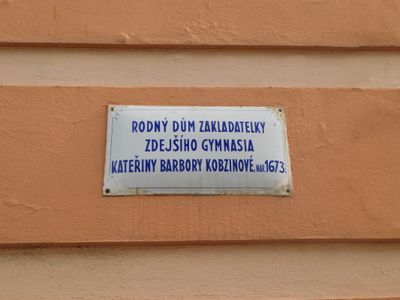 RODNÝ DŮM ZAKLADATELKY
ZDEJŠÍHO GYMNASIA
KATEŘINY BARBORY KOBZINOVÉ, NAR. 1673.